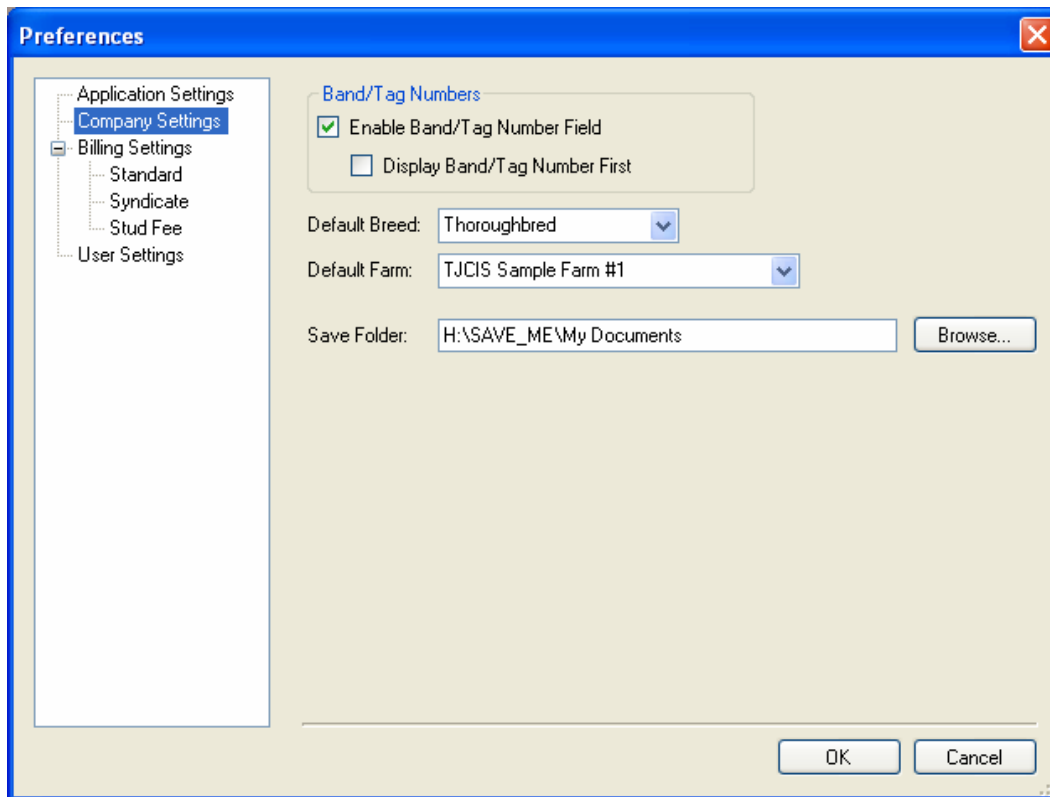 Preferences
Application Settings
Company Settings
Billing Settings
Standard
Syndicate
Stud Fee
User Settings
Band/Tag Numbers
Enable Band/Tag Number Field
Display Band/Tag Number First
Default Breed: Thoroughbred
Default Farm: TJCIS Sample Farm #1
Save Folder: H:\SAVE_ME\My Documents Browse...
OK Cancel